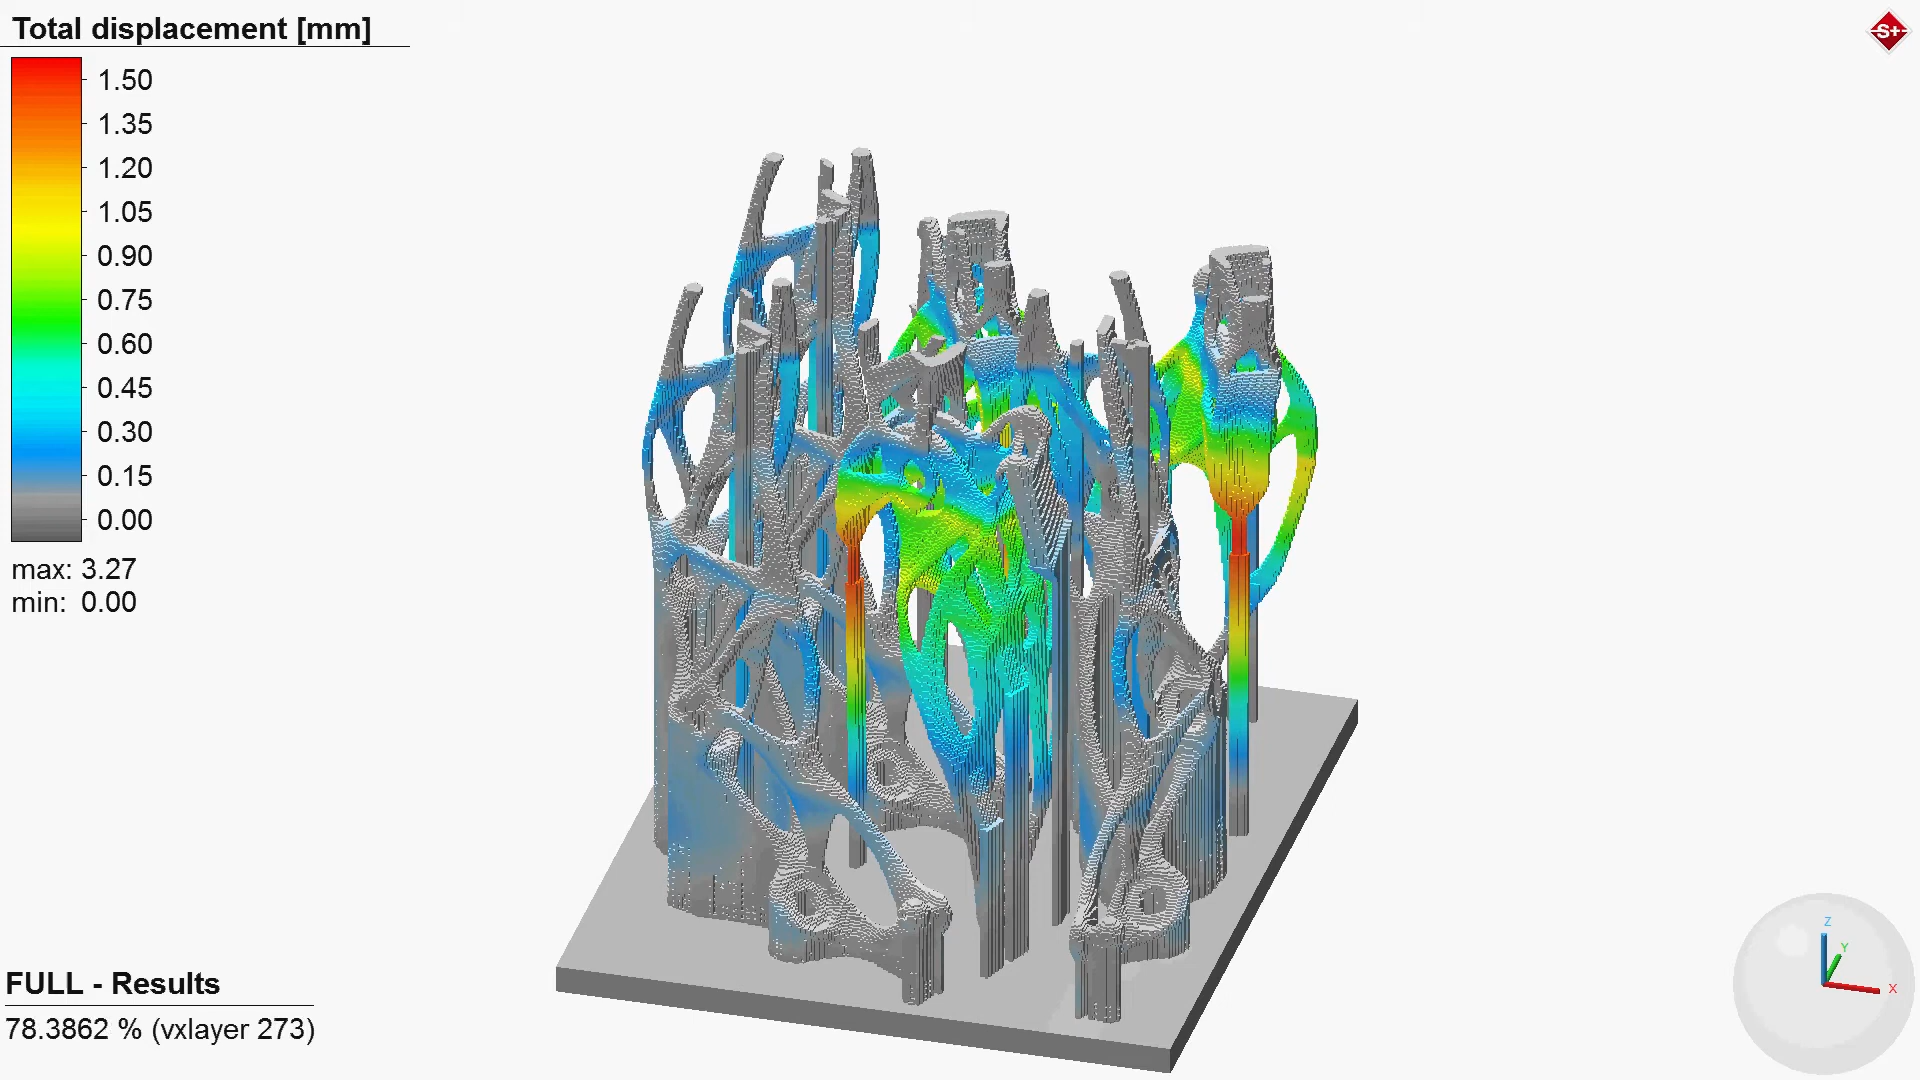 Total displacement [mm]
1.50
1.35
1.20
1.05
0.90
0.75
0.60
0.45
0.30
0.15
0.00
max: 3.27
min: 0.00
FULL - Results
78.3862 % (vxlayer 273)
S+
Z
Y
X